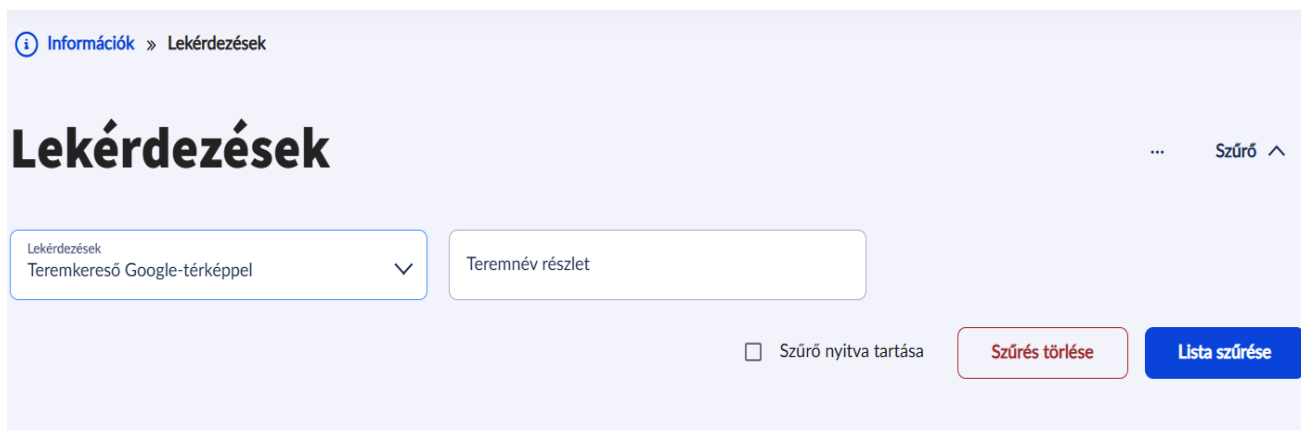 Információk » Lekérdezések
Lekérdezések
... Szűrő
Lekérdezések
Teremkereső Google-térképpel
Teremnév részlet
Szűrő nyitva tartása
Szűrés törlése
Lista szűrése